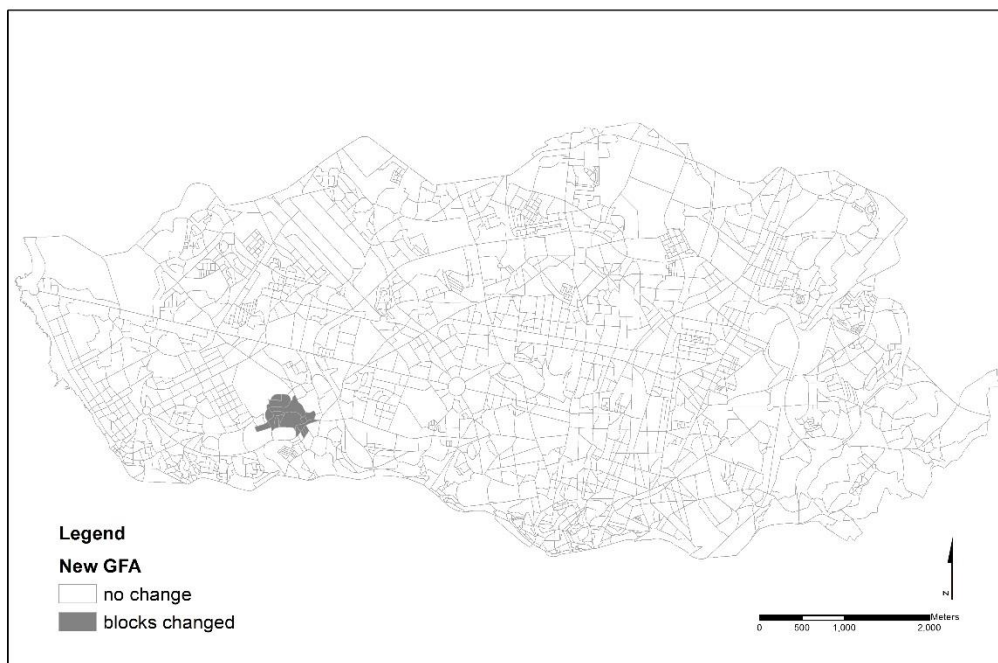 Legend
New GFA
no change
blocks changed
N
Meters
0 500 1,000 2,000